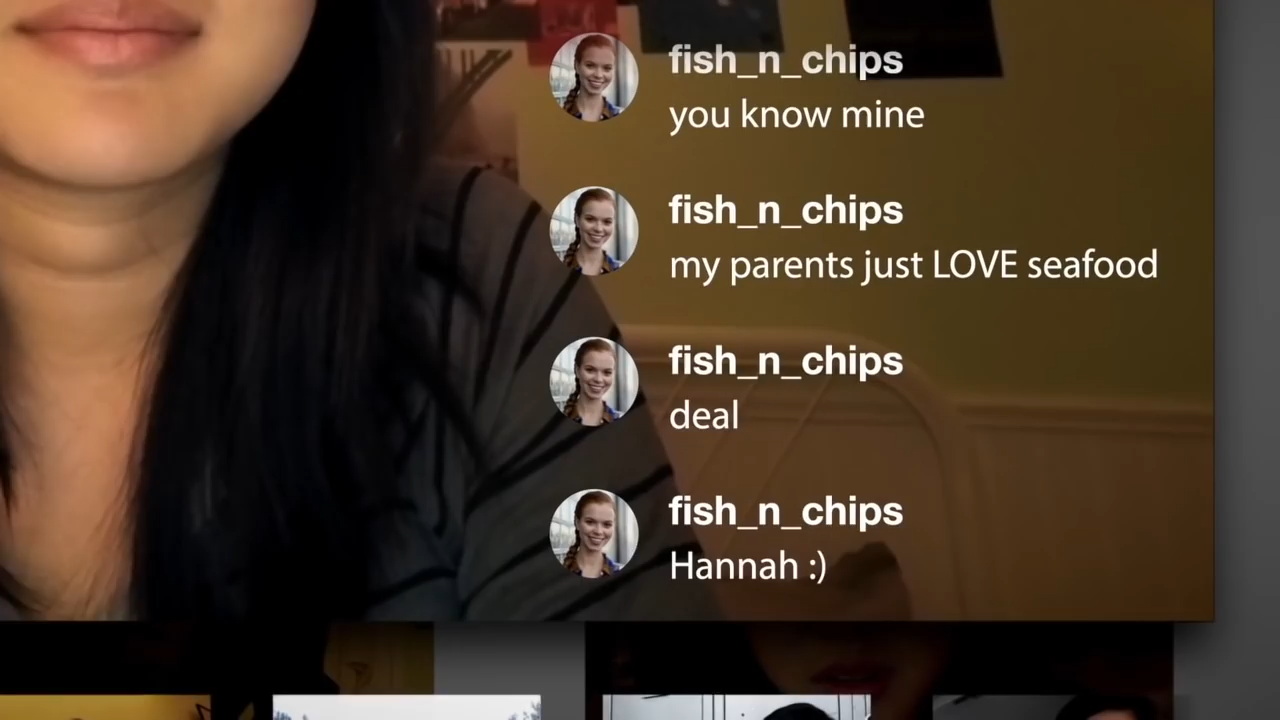 fish_n_chips
you know mine
fish_n_chips
my parents just LOVE seafood
fish_n_chips
deal
fish_n_chips
Hannah :)